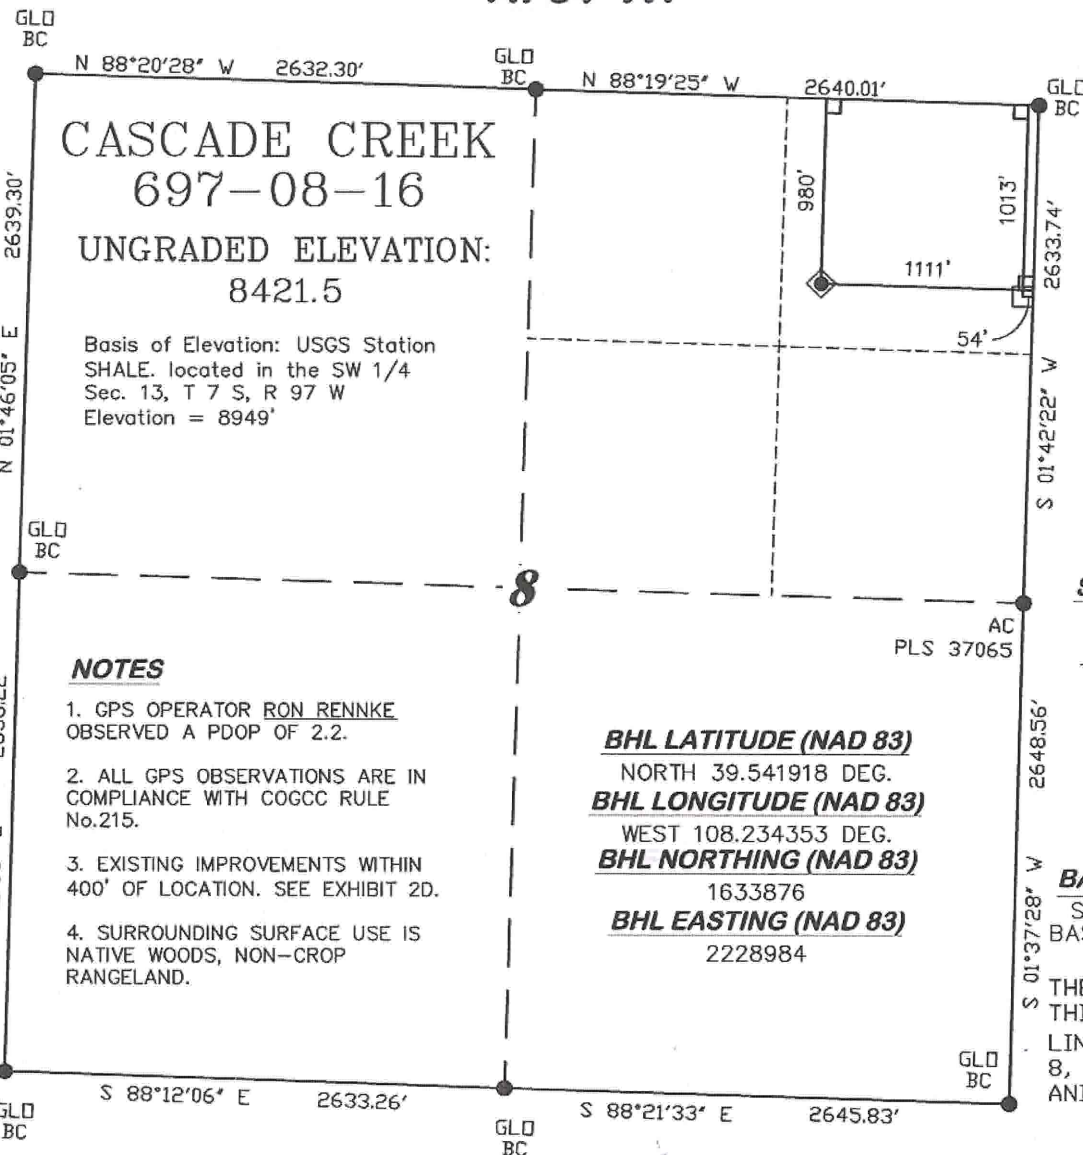 GLO
BC
N 88°20'28" W 2632.30'
GLO
BC
N 88°19'25" W 2640.01'
GLO
BC
CASCADE CREEK
697-08-16
UNGRADED ELEVATION:
8421.5
Basis of Elevation: USGS Station
SHALE. located in the SW 1/4
Sec. 13, T 7 S, R 97 W
Elevation = 8949'
2639.30'
N 01°46'05" E
980'
1013'
1111'
54'
2633.74'
S 01°42'22" W
GLO
BC
8
AC
PLS 37065
NOTES
1. GPS OPERATOR RON RENNKE
OBSERVED A PDOP OF 2.2.
2. ALL GPS OBSERVATIONS ARE IN
COMPLIANCE WITH COGCC RULE
No.215.
3. EXISTING IMPROVEMENTS WITHIN
400' OF LOCATION. SEE EXHIBIT 2D.
4. SURROUNDING SURFACE USE IS
NATIVE WOODS, NON-CROP
RANGELAND.
BHL LATITUDE (NAD 83)
NORTH 39.541918 DEG.
BHL LONGITUDE (NAD 83)
WEST 108.234353 DEG.
BHL NORTHING (NAD 83)
1633876
BHL EASTING (NAD 83)
2228984
2648.56'
S 01°37'28" W
BA
S
BAS
THE
THI
LIN
8,
GLO
BC
S 88°12'06" E 2633.26'
GLO
BC
S 88°21'33" E 2645.83'
GLO
BC